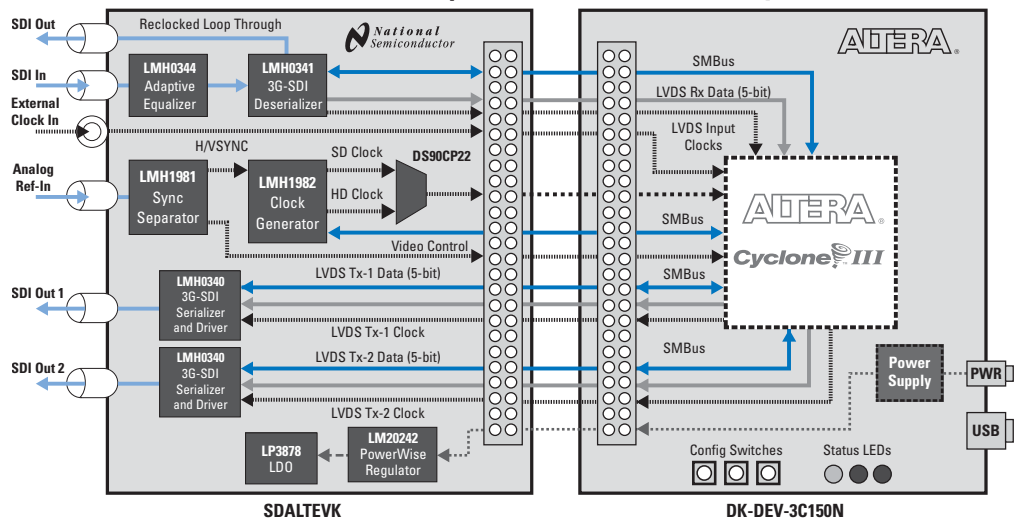 SDI Out
Reclocked Loop Through
National
Semiconductor
ALTERA®
SDI In
LMH0344
Adaptive
Equalizer
LMH0341
3G-SDI
Deserializer
SMBus
LVDS Rx Data (5-bit)
External
Clock In
LVDS Input
Clocks
H/VSYNC
SD Clock
DS90CP22
Analog
Ref-In
LMH1981
Sync
Separator
LMH1982
Clock
Generator
HD Clock
ALTERA®
Cyclone III
SMBus
Video Control
LVDS Tx-1 Data (5-bit)
SMBus
SDI Out 1
LMH0340
3G-SDI
Serializer
and Driver
LVDS Tx-1 Clock
LVDS Tx-2 Data (5-bit)
SMBus
SDI Out 2
LMH0340
3G-SDI
Serializer
and Driver
Power
Supply
PWR
LVDS Tx-2 Clock
USB
LP3878
LDO
LM20242
PowerWise
Regulator
Config Switches
Status LEDs
SDALTEVK
DK-DEV-3C150N